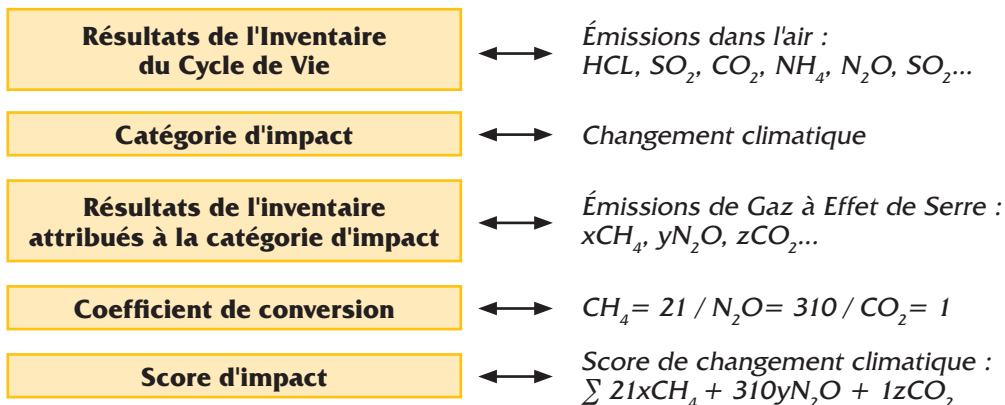 Résultats de l'Inventaire
du Cycle de Vie
Émissions dans l'air :
HCL, SO₂, CO₂, NH₄, N₂O, SO₂...
Catégorie d'impact
Changement climatique
Résultats de l'inventaire
attribués à la catégorie d'impact
Émissions de Gaz à Effet de Serre :
xCH₄, yN₂O, zCO₂...
Coefficient de conversion
CH₄= 21 / N₂O= 310 / CO₂= 1
Score d'impact
Score de changement climatique :
∑ 21xCH₄ + 310yN₂O + 1zCO₂